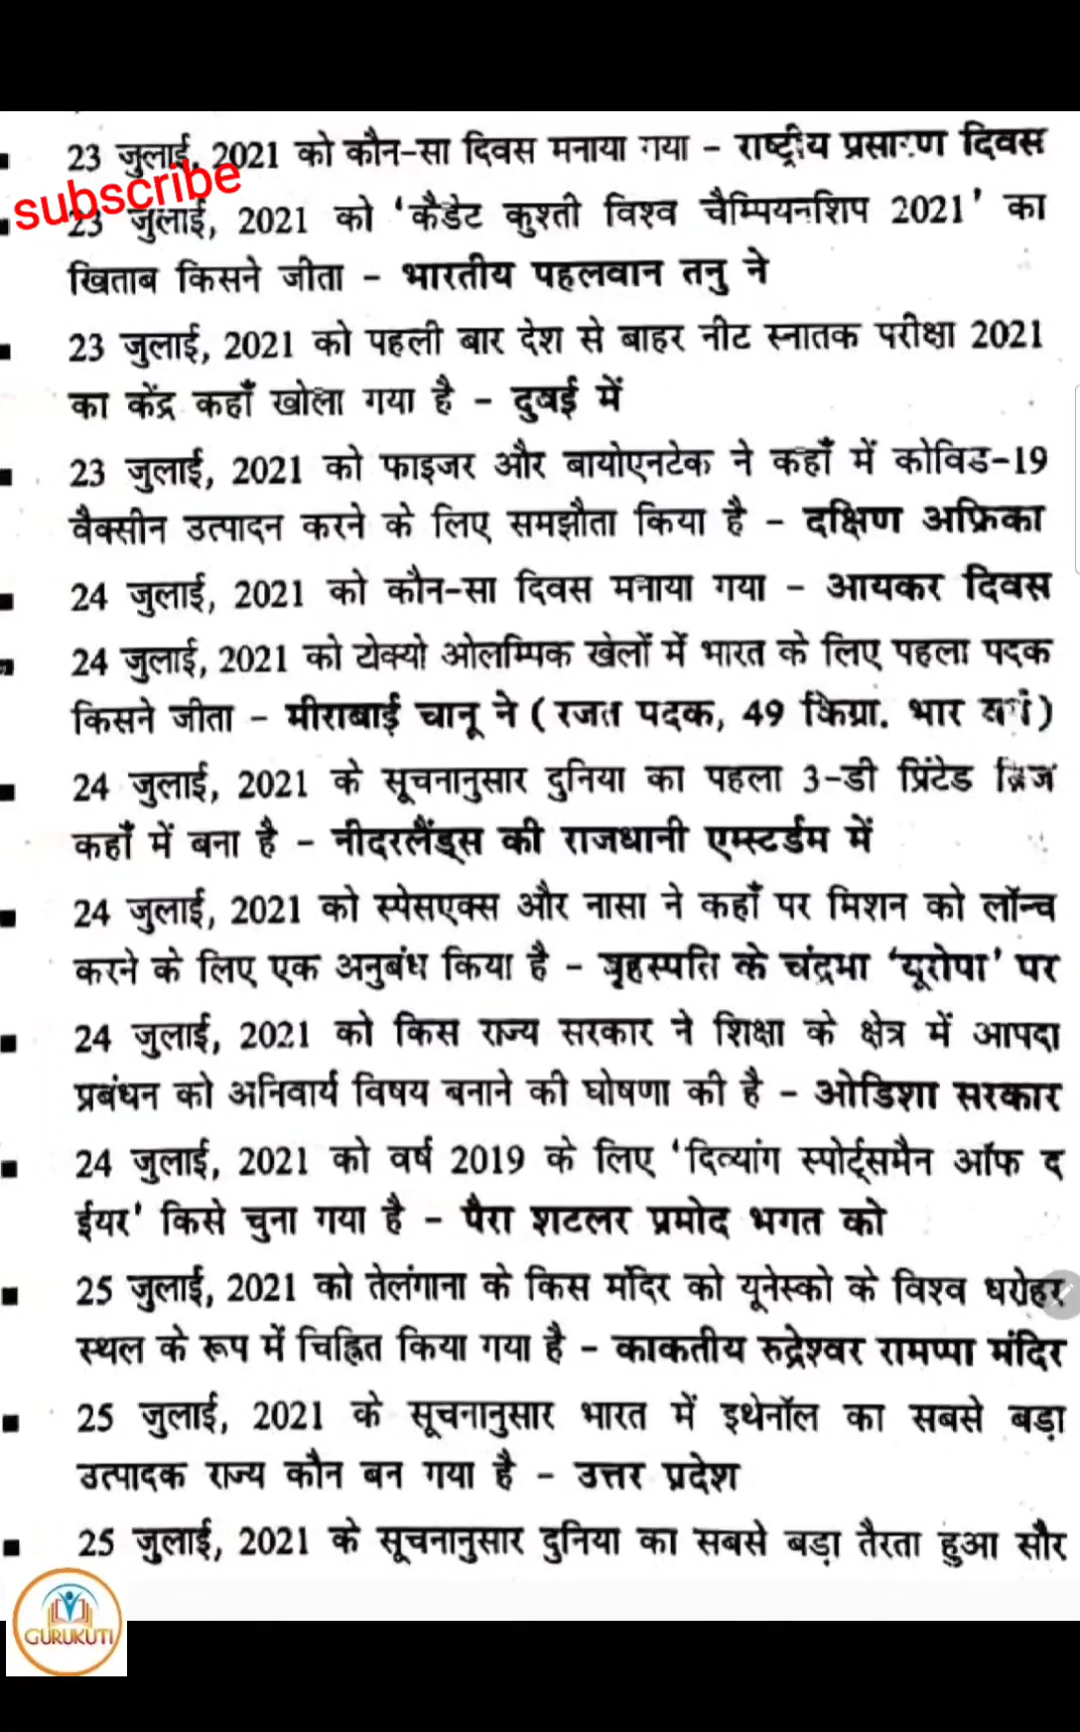 23 जुलाई, 2021 को कौन-सा दिवस मनाया गया - राष्ट्रीय प्रसारण दिवस
subscribe
23 जुलाई, 2021 को 'कैडेट कुश्ती विश्व चैम्पियनशिप 2021' का
खिताब किसने जीता - भारतीय पहलवान तनु ने
23 जुलाई, 2021 को पहली बार देश से बाहर नीट स्नातक परीक्षा 2021
का केंद्र कहाँ खोला गया है - दुबई में
23 जुलाई, 2021 को फाइजर और बायोएनटेक ने कहाँ में कोविड-19
वैक्सीन उत्पादन करने के लिए समझौता किया है - दक्षिण अफ्रिका
24 जुलाई, 2021 को कौन-सा दिवस मनाया गया - आयकर दिवस
24 जुलाई, 2021 को टोक्यो ओलम्पिक खेलों में भारत के लिए पहला पदक
किसने जीता - मीराबाई चानू ने (रजत पदक, 49 किग्रा. भार वर्ग)
24 जुलाई, 2021 के सूचनानुसार दुनिया का पहला 3-डी प्रिंटेड ब्रिज
कहाँ में बना है - नीदरलैंड्स की राजधानी एम्स्टर्डम में
24 जुलाई, 2021 को स्पेसएक्स और नासा ने कहाँ पर मिशन को लॉन्च
करने के लिए एक अनुबंध किया है - बृहस्पति के चंद्रमा 'यूरोपा' पर
24 जुलाई, 2021 को किस राज्य सरकार ने शिक्षा के क्षेत्र में आपदा
प्रबंधन को अनिवार्य विषय बनाने की घोषणा की है - ओडिशा सरकार
24 जुलाई, 2021 को वर्ष 2019 के लिए 'दिव्यांग स्पोर्ट्समैन ऑफ द
ईयर' किसे चुना गया है - पैरा शटलर प्रमोद भगत को
25 जुलाई, 2021 को तेलंगाना के किस मंदिर को यूनेस्को के विश्व धरोहर
स्थल के रूप में चिह्नित किया गया है - काकतीय रुद्रेश्वर रामप्पा मंदिर
25 जुलाई, 2021 के सूचनानुसार भारत में इथेनॉल का सबसे बड़ा
उत्पादक राज्य कौन बन गया है - उत्तर प्रदेश
25 जुलाई, 2021 के सूचनानुसार दुनिया का सबसे बड़ा तैरता हुआ सौर
GURUKUTI